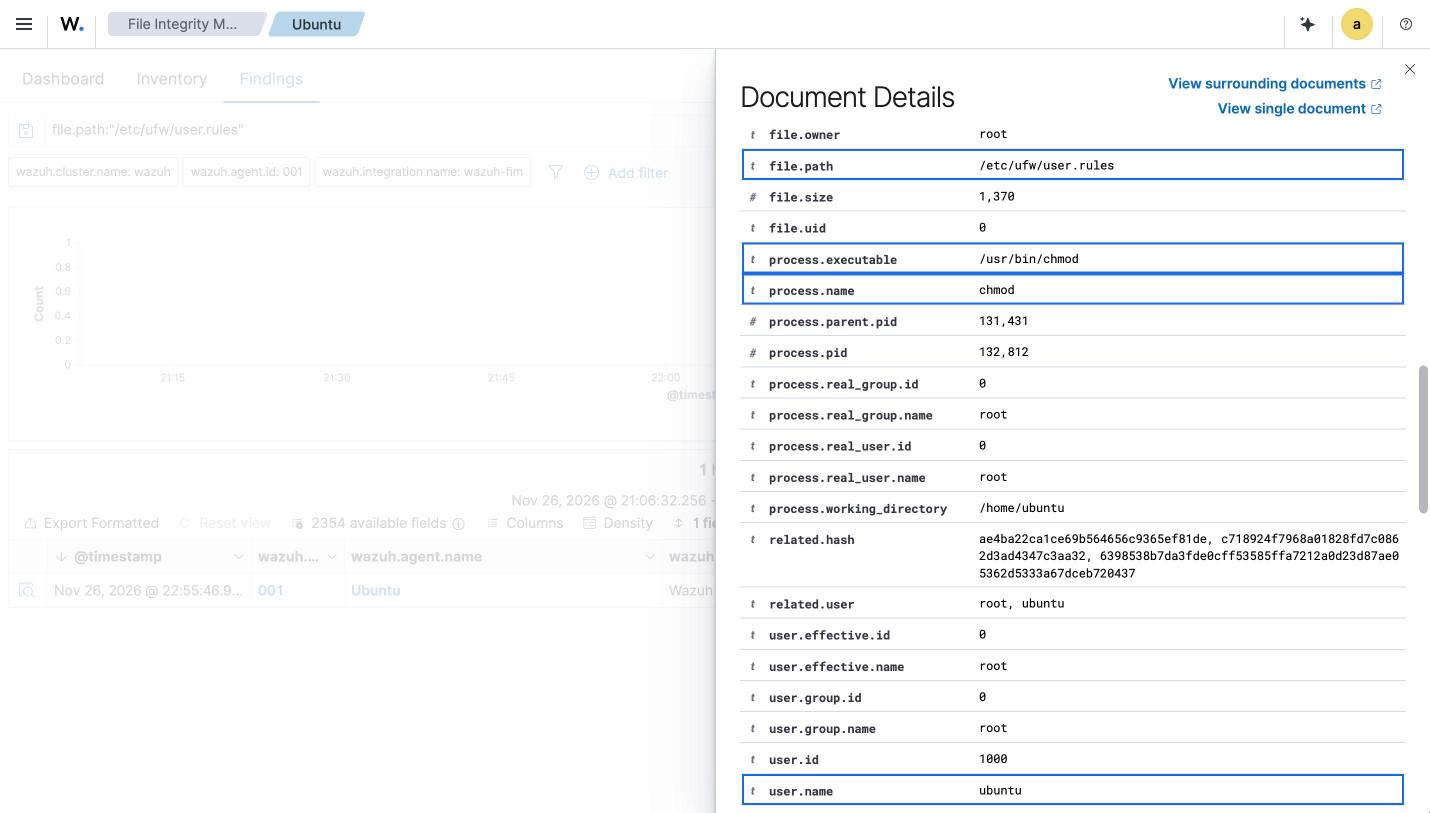 W.
File Integrity M...
Ubuntu
a
Dashboard
Inventory
Findings
file.path:"/etc/ufw/user.rules"
wazuh.cluster.name: wazuh
wazuh.agent.id: 001
wazuh.integration.name: wazuh-fim
Add filter
Count
1
0.8
0.6
0.4
0.2
0
21:15
21:30
21:45
22:00
@timest
1 h
Nov 26, 2026 @ 21:06:32.256 -
Export Formatted
Reset view
2354 available fields
Columns
Density
1 fie
@timestamp
wazuh....
wazuh.agent.name
wazuh
Nov 26, 2026 @ 22:55:46.9...
001
Ubuntu
Wazuh
Document Details
View surrounding documents
View single document
t file.owner root
t file.path /etc/ufw/user.rules
# file.size 1,370
t file.uid 0
t process.executable /usr/bin/chmod
t process.name chmod
# process.parent.pid 131,431
# process.pid 132,812
t process.real_group.id 0
t process.real_group.name root
t process.real_user.id 0
t process.real_user.name root
t process.working_directory /home/ubuntu
t related.hash ae4ba22ca1ce69b564656c9365ef81de, c718924f7968a01828fd7c086
2d3ad4347c3aa32, 6398538b7da3fde0cff53585ffa7212a0d23d87ae0
5362d5333a67dceb720437
t related.user root, ubuntu
t user.effective.id 0
t user.effective.name root
t user.group.id 0
t user.group.name root
t user.id 1000
t user.name ubuntu